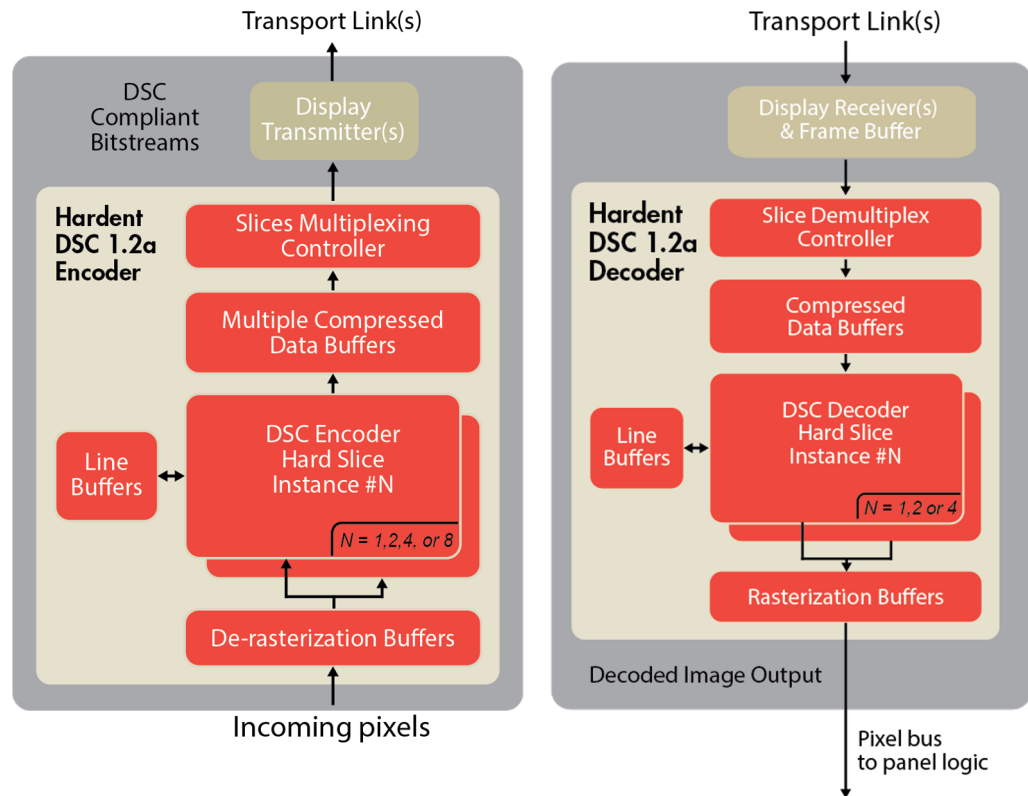 Transport Link(s)
DSC
Compliant
Bitstreams
Display
Transmitter(s)
Hardent
DSC 1.2a
Encoder
Slices Multiplexing
Controller
Multiple Compressed
Data Buffers
Line
Buffers
DSC Encoder
Hard Slice
Instance #N
N = 1,2,4, or 8
De-rasterization Buffers
Incoming pixels
Transport Link(s)
Display Receiver(s)
& Frame Buffer
Hardent
DSC 1.2a
Decoder
Slice Demultiplex
Controller
Compressed
Data Buffers
Line
Buffers
DSC Decoder
Hard Slice
Instance #N
N = 1,2 or 4
Rasterization Buffers
Decoded Image Output
Pixel bus
to panel logic